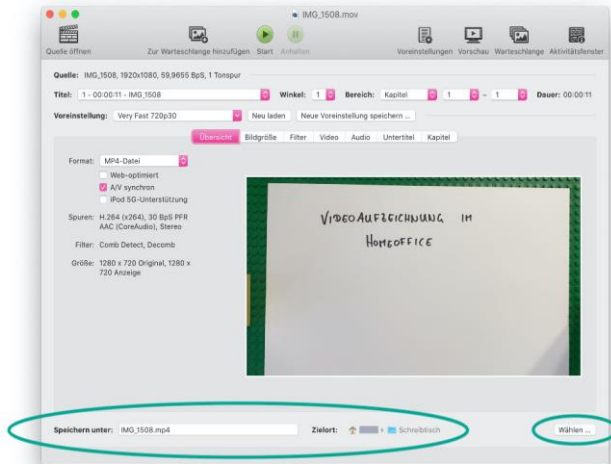 IMG_1508.mov
Quelle öffnen
Zur Warteschlange hinzufügen
Start
Anhalten
Voreinstellungen
Vorschau
Warteschlange
Aktivitätsfenster
Quelle: IMG_1508, 1920x1080, 59,9655 BpS, 1 Tonspur
Titel: 1 - 00:00:11 - IMG_1508 Winkel: 1 Bereich: Kapitel 1 – 1 Dauer: 00:00:11
Voreinstellung: Very Fast 720p30 Neu laden Neue Voreinstellung speichern ...
Übersicht Bildgröße Filter Video Audio Untertitel Kapitel
Format: MP4-Datei
Web-optimiert
A/V synchron
iPod 5G-Unterstützung
Spuren: H.264 (x264), 30 BpS PFR
AAC (CoreAudio), Stereo
Filter: Comb Detect, Decomb
Größe: 1280 x 720 Original, 1280 x
720 Anzeige
VIDEOAUFZEICHNUNG IM
HOMEOFFICE
Speichern unter: IMG_1508.mp4 Zielort: Schreibtisch Wählen ...